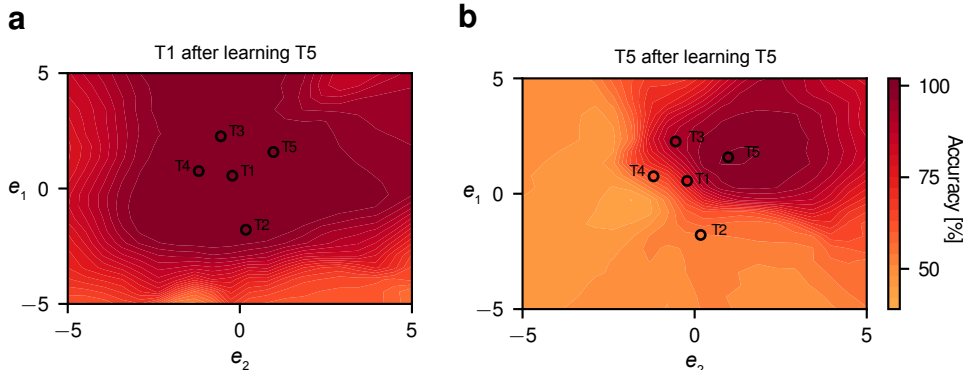 a
T1 after learning T5
5
0
−5
e1
T3
T5
T4
T1
T2
−5
0
5
e2
b
T5 after learning T5
5
0
−5
e1
T3
T5
T4
T1
T2
−5
0
5
e2
100
75
50
Accuracy [%]